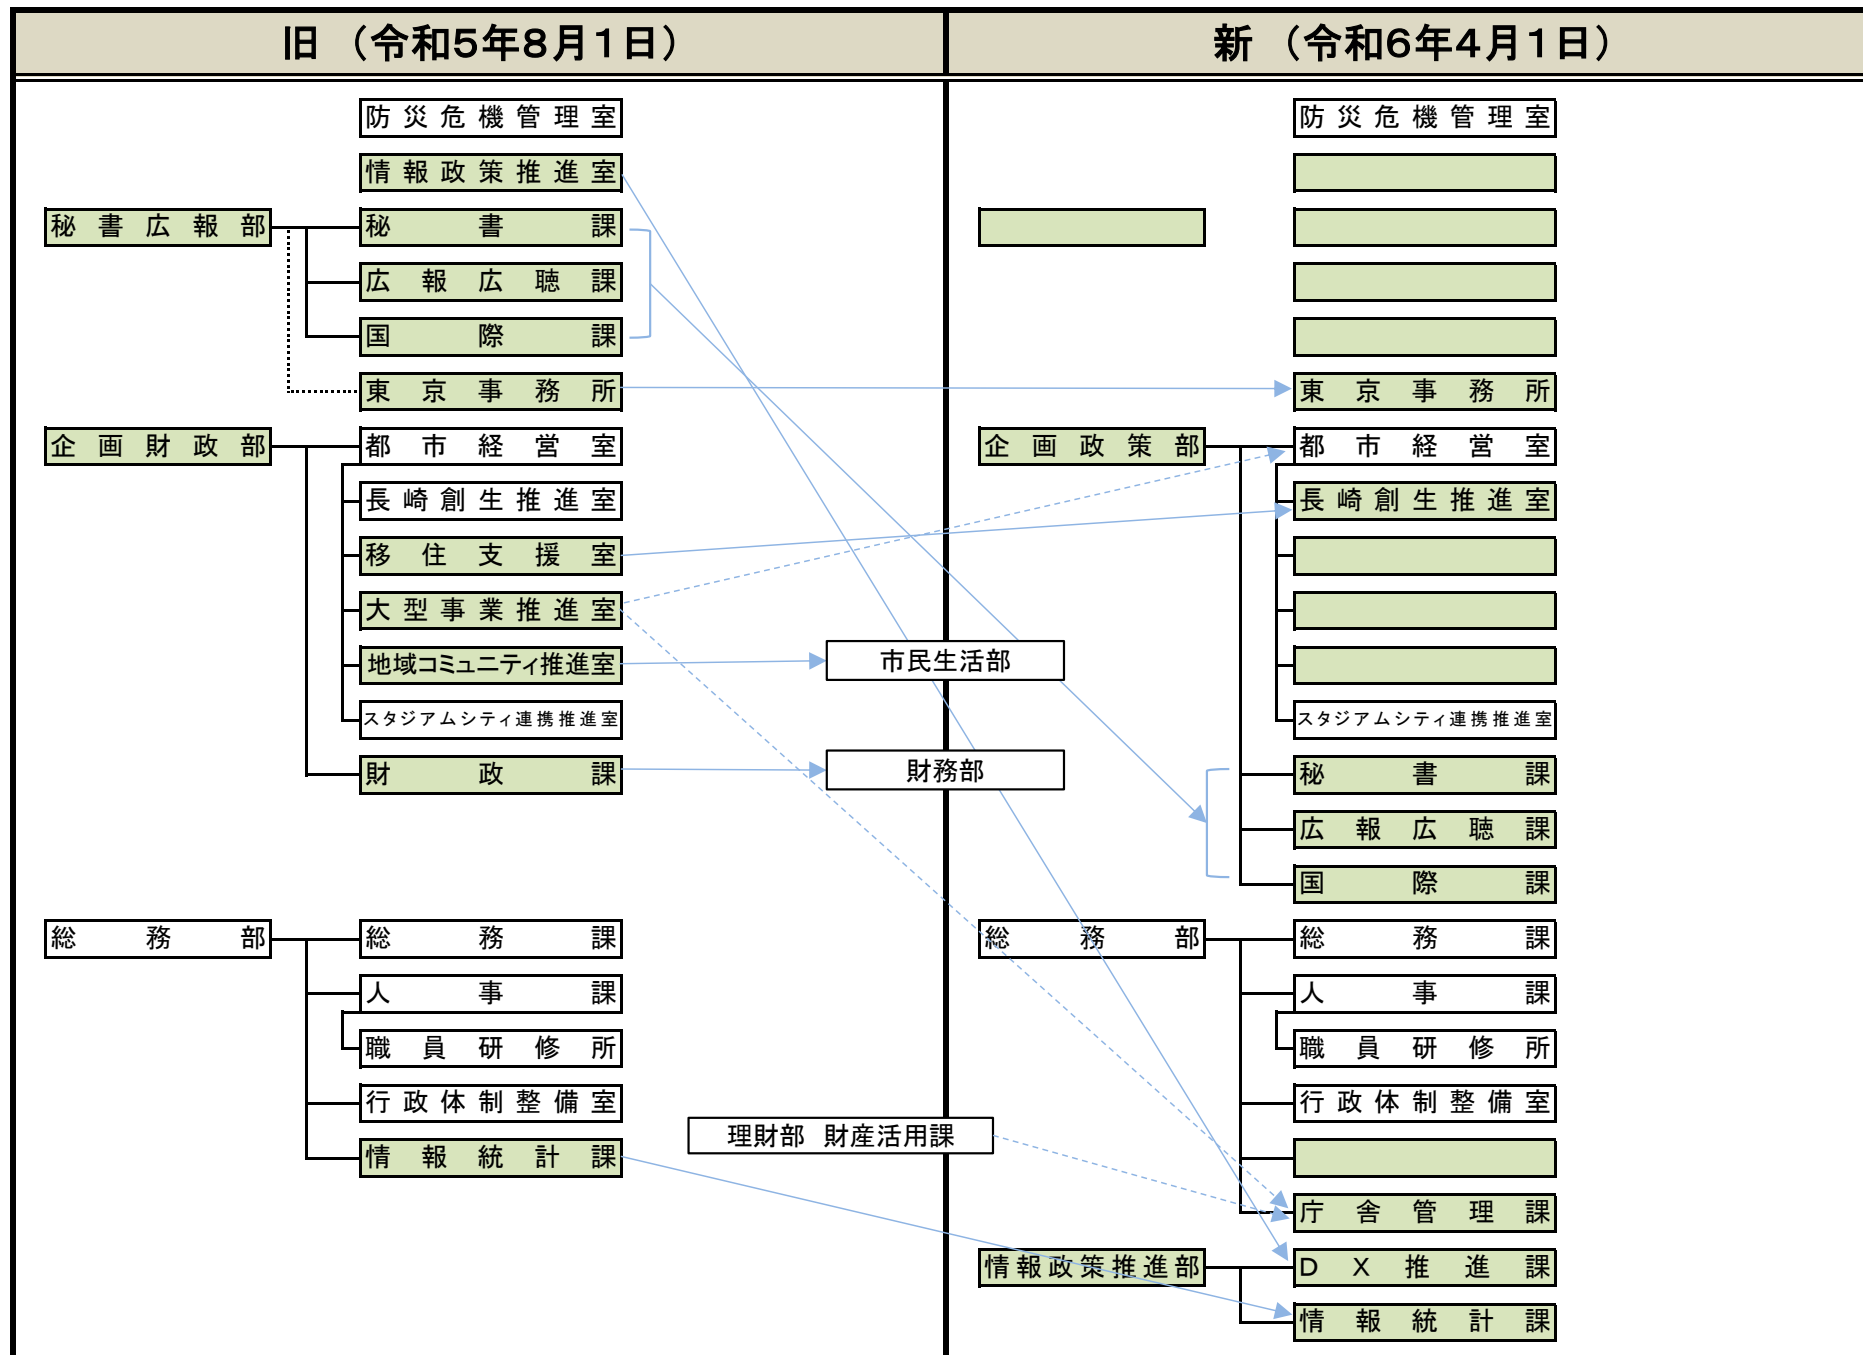 旧 （令和5年8月1日）
防災危機管理室
情報政策推進室
秘書広報部
秘書課
広報広聴課
国際課
東京事務所
企画財政部
都市経営室
長崎創生推進室
移住支援室
大型事業推進室
地域コミュニティ推進室
スタジアムシティ連携推進室
財政課
総務部
総務課
人事課
職員研修所
行政体制整備室
情報統計課
市民生活部
財務部
理財部 財産活用課
新 （令和6年4月1日）
防災危機管理室
東京事務所
企画政策部
都市経営室
長崎創生推進室
スタジアムシティ連携推進室
秘書課
広報広聴課
国際課
総務部
総務課
人事課
職員研修所
行政体制整備室
庁舎管理課
情報政策推進部
DX推進課
情報統計課